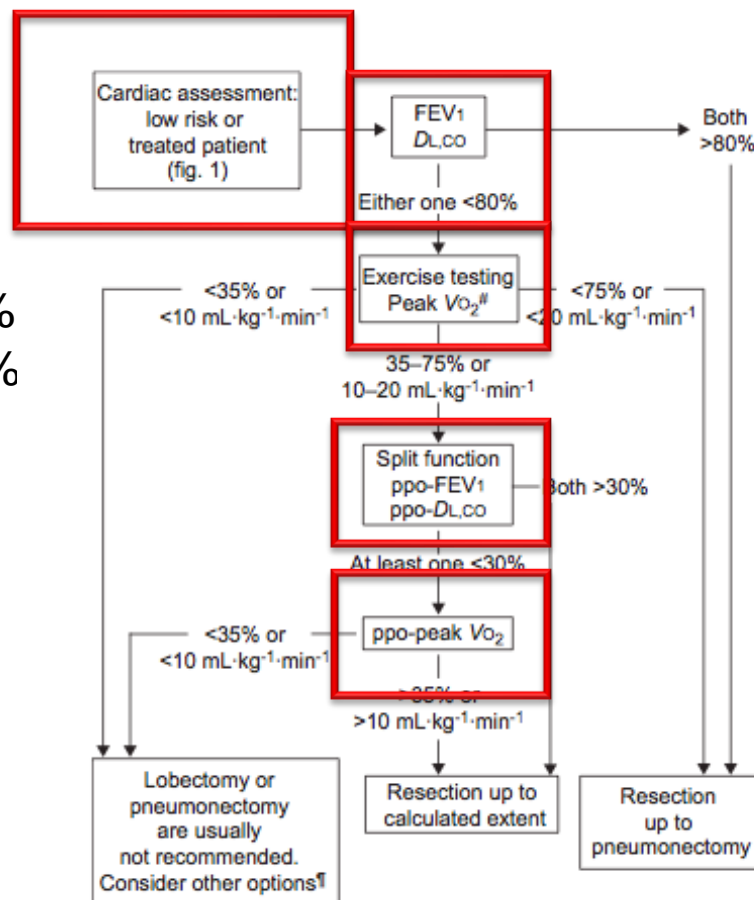 Cardiac assessment:
low risk or
treated patient
(fig. 1)
FEV1
DL,CO
Both
>80%
Either one <80%
%
%
Exercise testing
Peak VO2#
<35% or
<10 mL·kg-1·min-1
<75% or
<20 mL·kg-1·min-1
35–75% or
10–20 mL·kg-1·min-1
Split function
ppo-FEV1
ppo-DL,CO
Both >30%
At least one <30%
ppo-peak VO2
<35% or
<10 mL·kg-1·min-1
>35% or
>10 mL·kg-1·min-1
Lobectomy or
pneumonectomy
are usually
not recommended.
Consider other options¶
Resection up to
calculated extent
Resection
up to
pneumonectomy